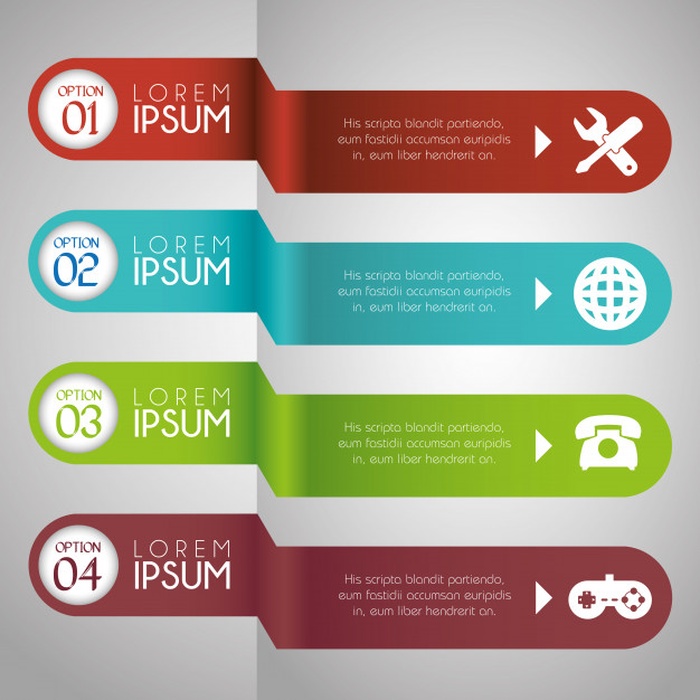 OPTION
01
LOREM
IPSUM
His scripta blandit partiendo,
eum fastidii accumsan euripidis
in, eum liber hendrerit an.
OPTION
02
LOREM
IPSUM
His scripta blandit partiendo,
eum fastidii accumsan euripidis
in, eum liber hendrerit an.
OPTION
03
LOREM
IPSUM
His scripta blandit partiendo,
eum fastidii accumsan euripidis
in, eum liber hendrerit an.
OPTION
04
LOREM
IPSUM
His scripta blandit partiendo,
eum fastidii accumsan euripidis
in, eum liber hendrerit an.